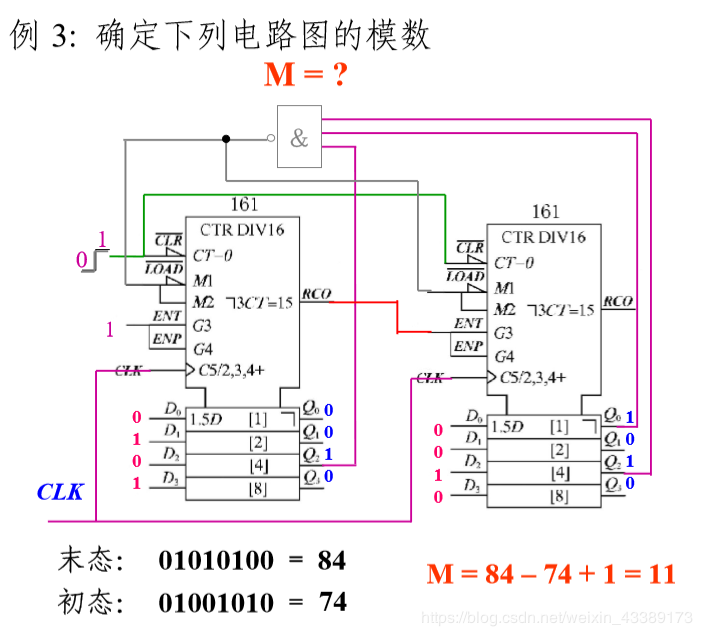 例 3: 确定下列电路图的模数
M = ?
&
161
161
CTR DIV16
CTR DIV16
1
0
CLR
CT=0
LOAD
M1
M2
⅂3CT=15
RCO
ENT
G3
1
ENP
G4
CLK
C5/2,3,4+
CLR
CT=0
LOAD
M1
M2
⅂3CT=15
RCO
ENT
G3
ENP
G4
CLK
C5/2,3,4+
0 D0 1.5D [1] ⅂ Q0 0
1 D1 [2] Q1 0
0 D2 [4] Q2 1
1 D3 [8] Q3 0
0 D0 1.5D [1] ⅂ Q0 1
0 D1 [2] Q1 0
1 D2 [4] Q2 1
0 D3 [8] Q3 0
CLK
末态: 01010100 = 84
初态: 01001010 = 74
M = 84 – 74 + 1 = 11
https://blog.csdn.net/weixin_43389173